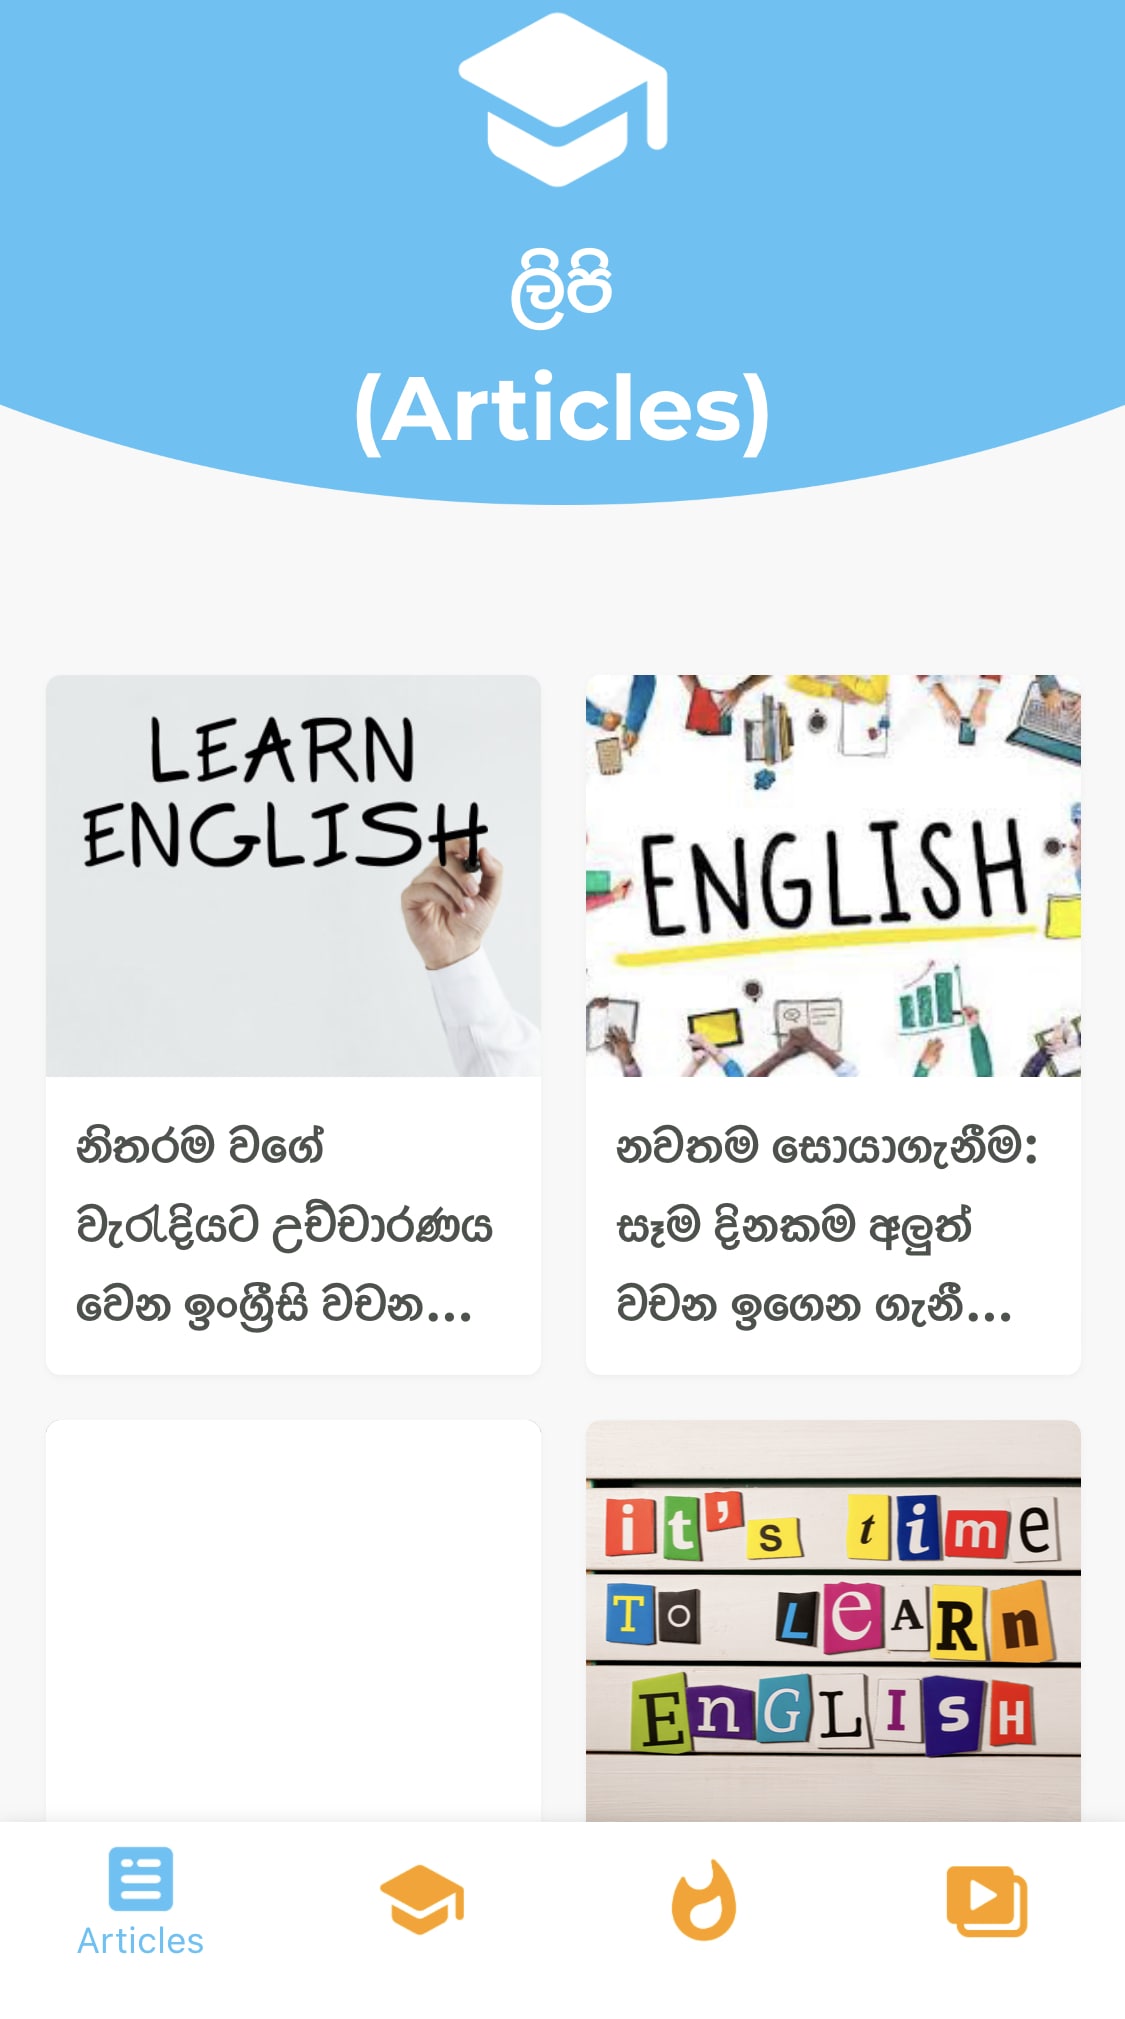 ලිපි
(Articles)
LEARN
ENGLISH
ENGLISH
නිතරම වගේ
වැරැදියට උච්චාරණය
වෙන ඉංග්‍රීසි වචන...
නවතම සොයාගැනීම:
සෑම දිනකම අලුත්
වචන ඉගෙන ගැනී...
it's time
To LeARn
EnGLISH
Articles